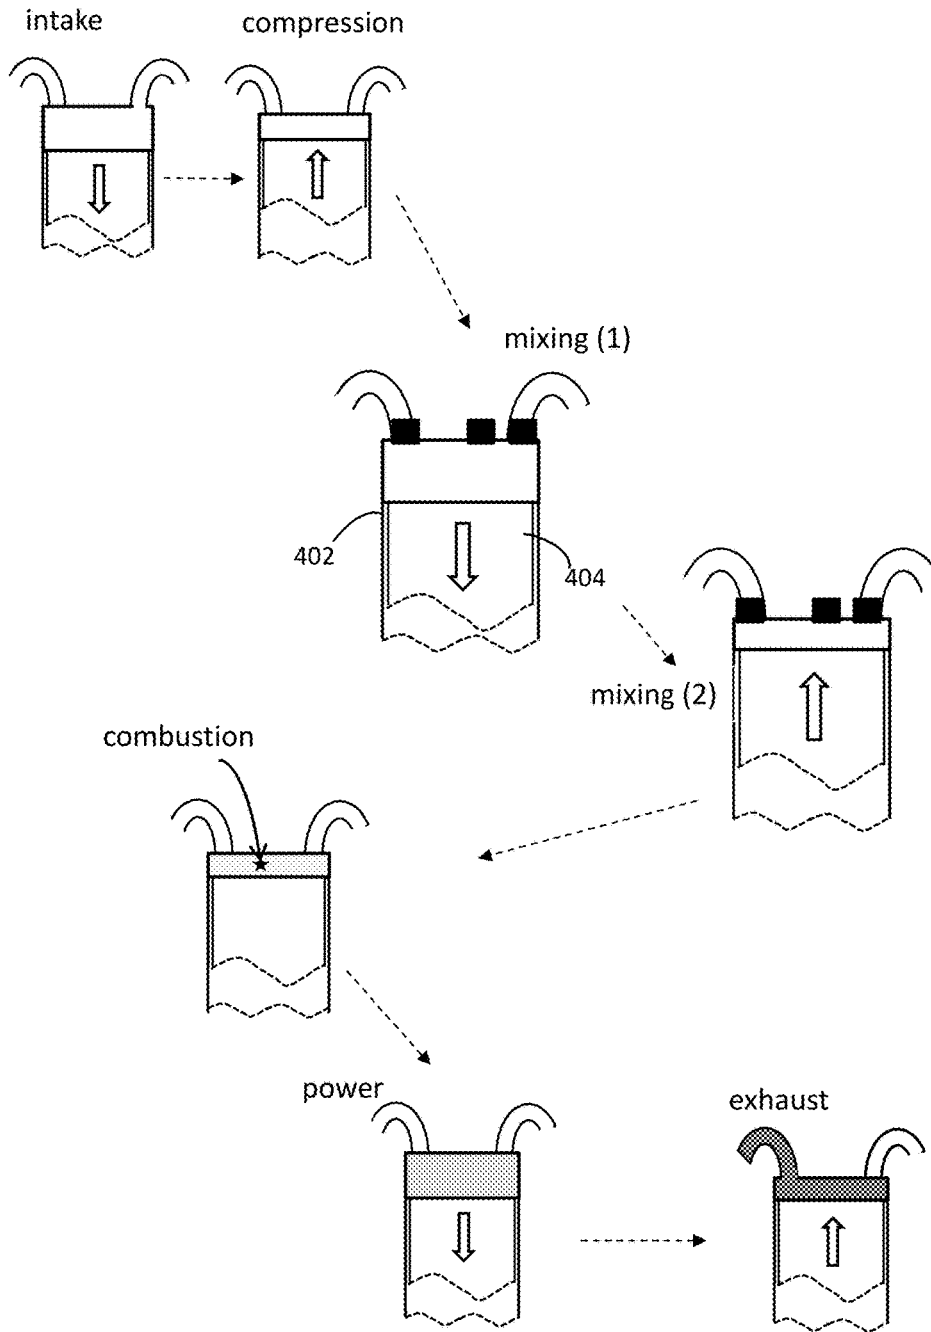 intake
compression
mixing (1)
402
404
mixing (2)
combustion
power
exhaust